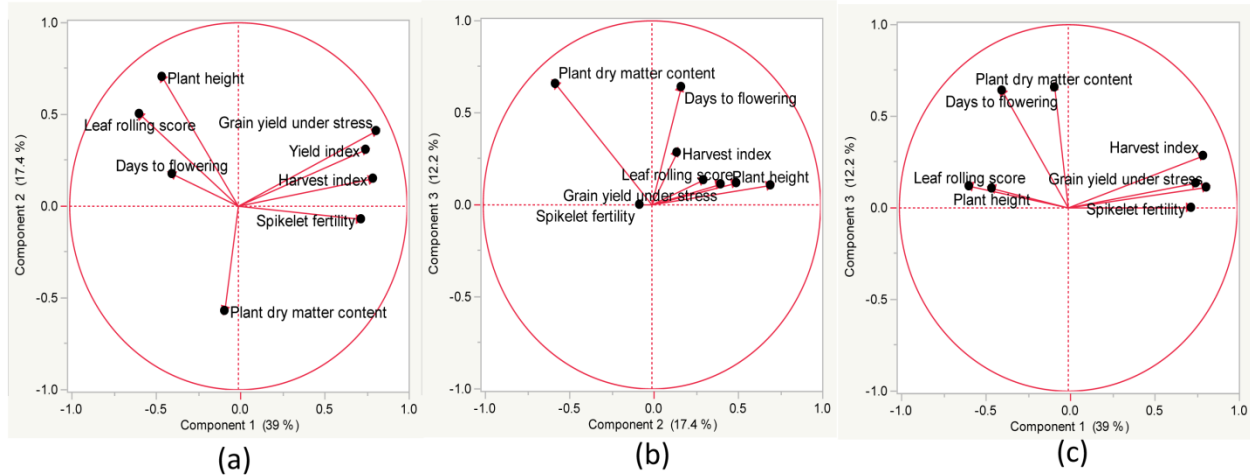 1.0
0.5
0.0
-0.5
-1.0
Component 2 (17.4 %)
Plant height
Leaf rolling score
Grain yield under stress
Yield index
Days to flowering
Harvest index
Spikelet fertility
Plant dry matter content
-1.0 -0.5 0.0 0.5 1.0
Component 1 (39 %)
(a)
1.0
0.5
0.0
-0.5
-1.0
Component 3 (12.2 %)
Plant dry matter content
Days to flowering
Harvest index
Leaf rolling score
Plant height
Grain yield under stress
Spikelet fertility
-1.0 -0.5 0.0 0.5 1.0
Component 2 (17.4 %)
(b)
1.0
0.5
0.0
-0.5
-1.0
Component 3 (12.2 %)
Plant dry matter content
Days to flowering
Harvest index
Leaf rolling score
Grain yield under stress
Plant height
Spikelet fertility
-1.0 -0.5 0.0 0.5 1.0
Component 1 (39 %)
(c)